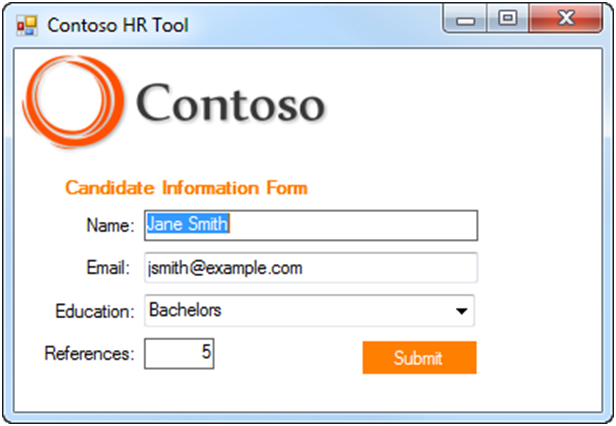 Contoso HR Tool
Contoso
Candidate Information Form
Name: Jane Smith
Email: jsmith@example.com
Education: Bachelors
References: 5
Submit